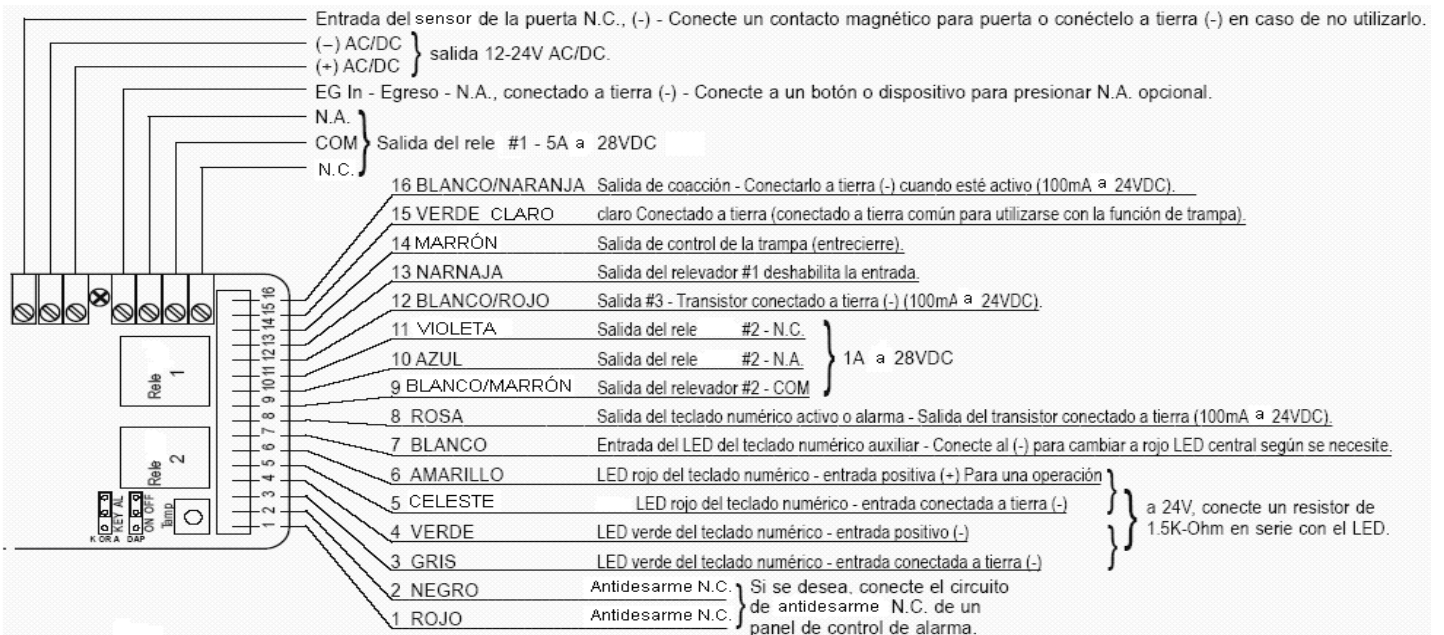 Entrada del sensor de la puerta N.C., (-) - Conecte un contacto magnético para puerta o conéctelo a tierra (-) en caso de no utilizarlo.
(–) AC/DC
(+) AC/DC
salida 12-24V AC/DC.
EG In - Egreso - N.A., conectado a tierra (-) - Conecte a un botón o dispositivo para presionar N.A. opcional.
N.A.
COM
N.C.
Salida del rele #1 - 5A a 28VDC
16 BLANCO/NARANJA Salida de coacción - Conectarlo a tierra (-) cuando esté activo (100mA a 24VDC).
15 VERDE CLARO claro Conectado a tierra (conectado a tierra común para utilizarse con la función de trampa).
14 MARRÓN Salida de control de la trampa (entrecierre).
13 NARNAJA Salida del relevador #1 deshabilita la entrada.
12 BLANCO/ROJO Salida #3 - Transistor conectado a tierra (-) (100mA a 24VDC).
11 VIOLETA Salida del rele #2 - N.C.
10 AZUL Salida del rele #2 - N.A.
9 BLANCO/MARRÓN Salida del relevador #2 - COM
1A a 28VDC
8 ROSA Salida del teclado numérico activo o alarma - Salida del transistor conectado a tierra (100mA a 24VDC).
7 BLANCO Entrada del LED del teclado numérico auxiliar - Conecte al (-) para cambiar a rojo LED central según se necesite.
6 AMARILLO LED rojo del teclado numérico - entrada positiva (+) Para una operación
5 CELESTE LED rojo del teclado numérico - entrada conectada a tierra (-)
4 VERDE LED verde del teclado numérico - entrada positivo (-)
3 GRIS LED verde del teclado numérico - entrada conectada a tierra (-)
a 24V, conecte un resistor de
1.5K-Ohm en serie con el LED.
2 NEGRO Antidesarme N.C.
1 ROJO Antidesarme N.C.
Si se desea, conecte el circuito
de antidesarme N.C. de un
panel de control de alarma.
Rele 1
Rele 2
KEY AL
ON OFF
Tamp
K OR A DAP
1 2 3 4 5 6 7 8 9 10 11 12 13 14 15 16